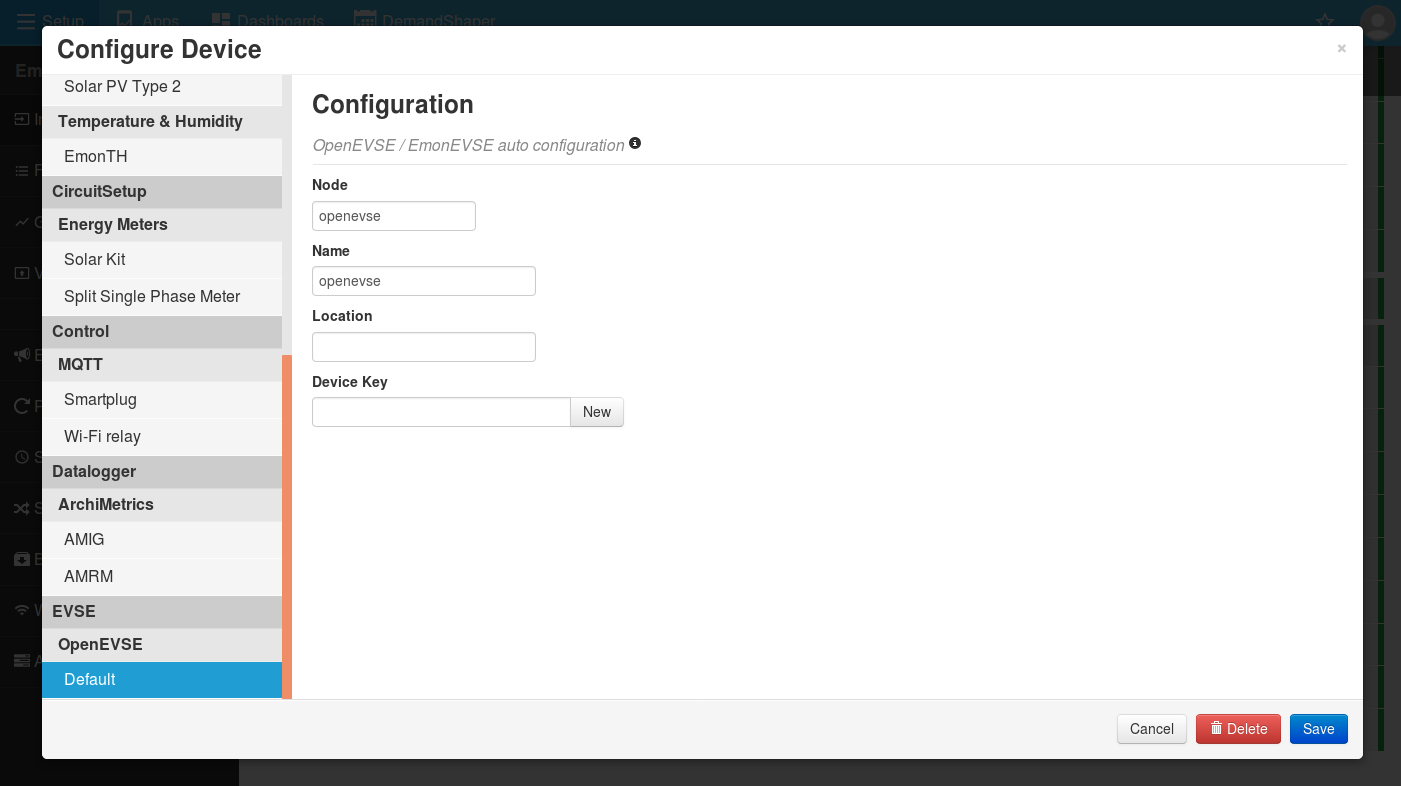 Setup Apps Dashboards DemandShaper
Configure Device ×
Solar PV Type 2
Temperature & Humidity
EmonTH
CircuitSetup
Energy Meters
Solar Kit
Split Single Phase Meter
Control
MQTT
Smartplug
Wi-Fi relay
Datalogger
ArchiMetrics
AMIG
AMRM
EVSE
OpenEVSE
Default
Configuration
OpenEVSE / EmonEVSE auto configuration
Node
openevse
Name
openevse
Location
Device Key
New
Cancel Delete Save